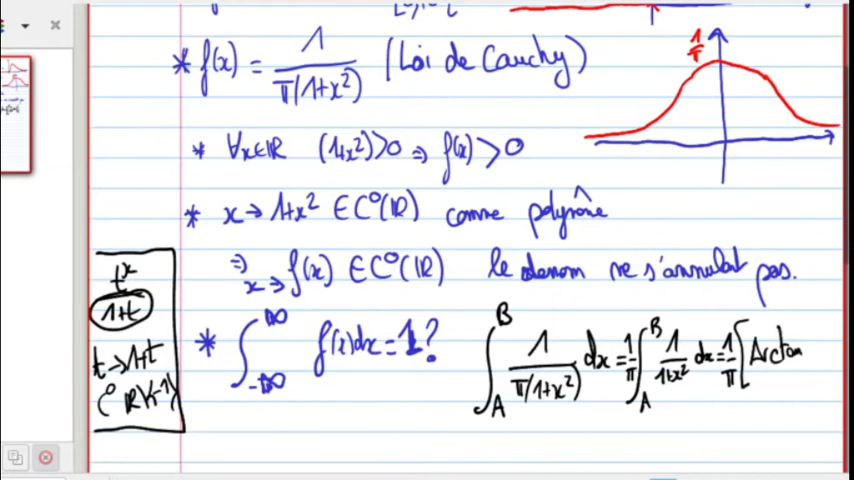 * f(x) = 1/(π(1+x²)) (Loi de Cauchy)
1/π
* ∀x∈ℝ (1+x²)>0 ⇒ f(x)>0
* x→1+x² ∈C⁰(ℝ) comme polynôme
⇒ x→f(x) ∈C⁰(ℝ) le denom ne s'annulant pas.
* ∫_{-∞}^{+∞} f(x)dx=1?
∫_A^B 1/(π(1+x²)) dx = 1/π ∫_A^B 1/(1+x²) dx = 1/π [Arctan
t^x
1+t
t→1+t
C⁰ ℝ\{-1}